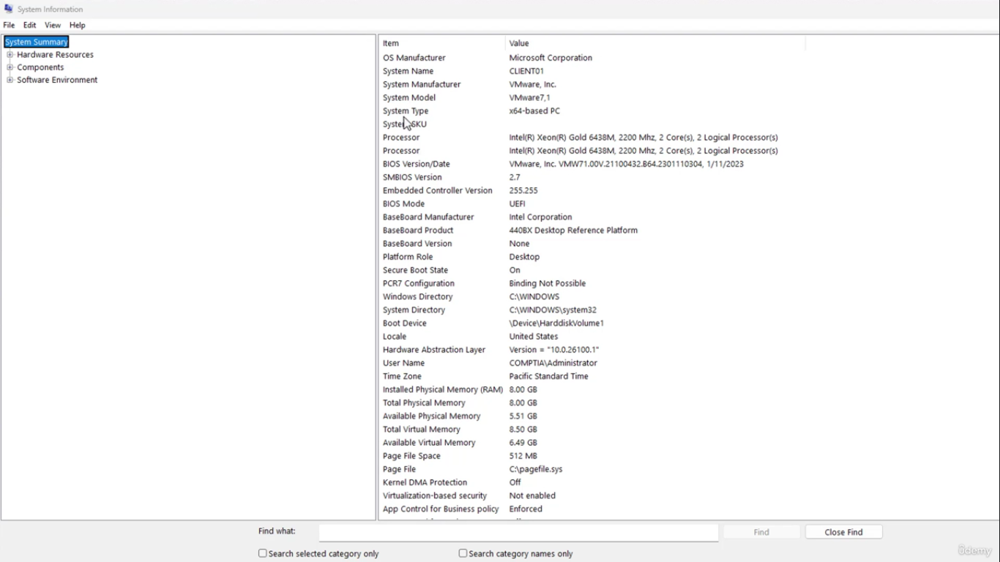 System Information
File Edit View Help
System Summary
Hardware Resources
Components
Software Environment
Item Value
OS Manufacturer Microsoft Corporation
System Name CLIENT01
System Manufacturer VMware, Inc.
System Model VMware7,1
System Type x64-based PC
System SKU
Processor Intel(R) Xeon(R) Gold 6438M, 2200 Mhz, 2 Core(s), 2 Logical Processor(s)
Processor Intel(R) Xeon(R) Gold 6438M, 2200 Mhz, 2 Core(s), 2 Logical Processor(s)
BIOS Version/Date VMware, Inc. VMW71.00V.21100432.B64.2301110304, 1/11/2023
SMBIOS Version 2.7
Embedded Controller Version 255.255
BIOS Mode UEFI
BaseBoard Manufacturer Intel Corporation
BaseBoard Product 440BX Desktop Reference Platform
BaseBoard Version None
Platform Role Desktop
Secure Boot State On
PCR7 Configuration Binding Not Possible
Windows Directory C:\WINDOWS
System Directory C:\WINDOWS\system32
Boot Device \Device\HarddiskVolume1
Locale United States
Hardware Abstraction Layer Version = "10.0.26100.1"
User Name COMPTIA\Administrator
Time Zone Pacific Standard Time
Installed Physical Memory (RAM) 8.00 GB
Total Physical Memory 8.00 GB
Available Physical Memory 5.51 GB
Total Virtual Memory 8.50 GB
Available Virtual Memory 6.49 GB
Page File Space 512 MB
Page File C:\pagefile.sys
Kernel DMA Protection Off
Virtualization-based security Not enabled
App Control for Business policy Enforced
Find what: Find Close Find
Search selected category only Search category names only
ûdemy